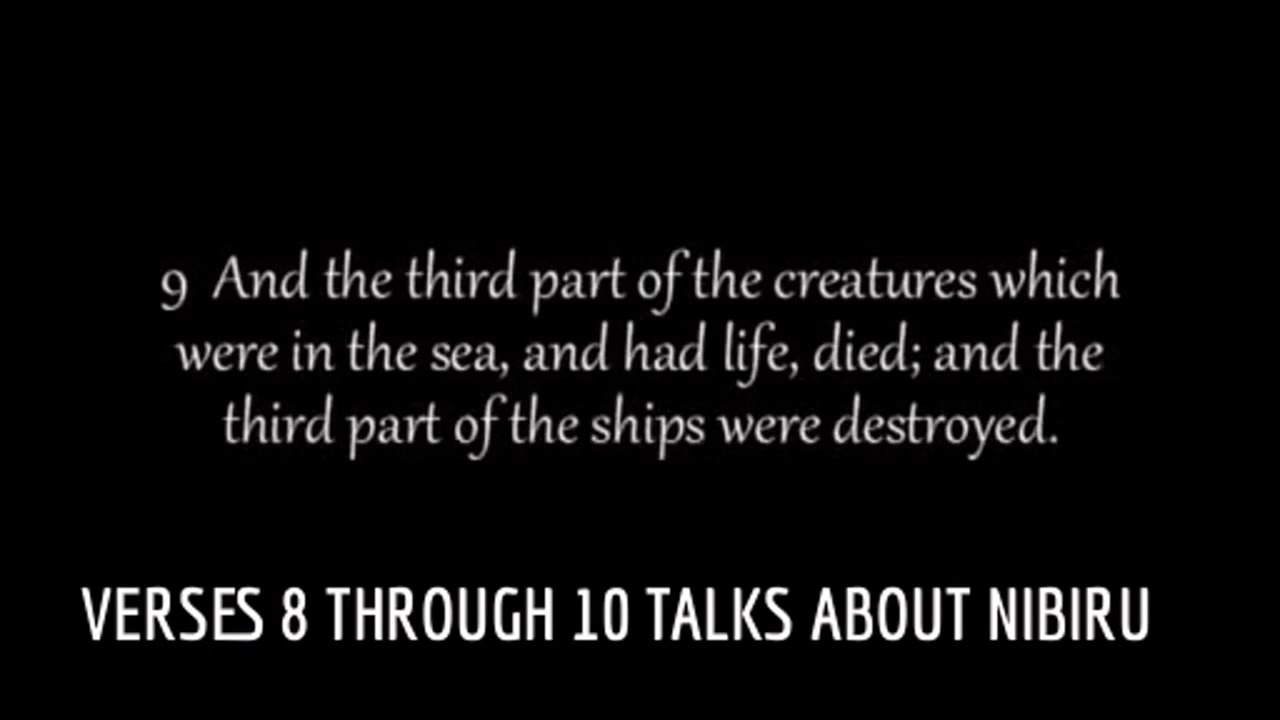 9 And the third part of the creatures which
were in the sea, and had life, died; and the
third part of the ships were destroyed.
VERSES 8 THROUGH 10 TALKS ABOUT NIBIRU